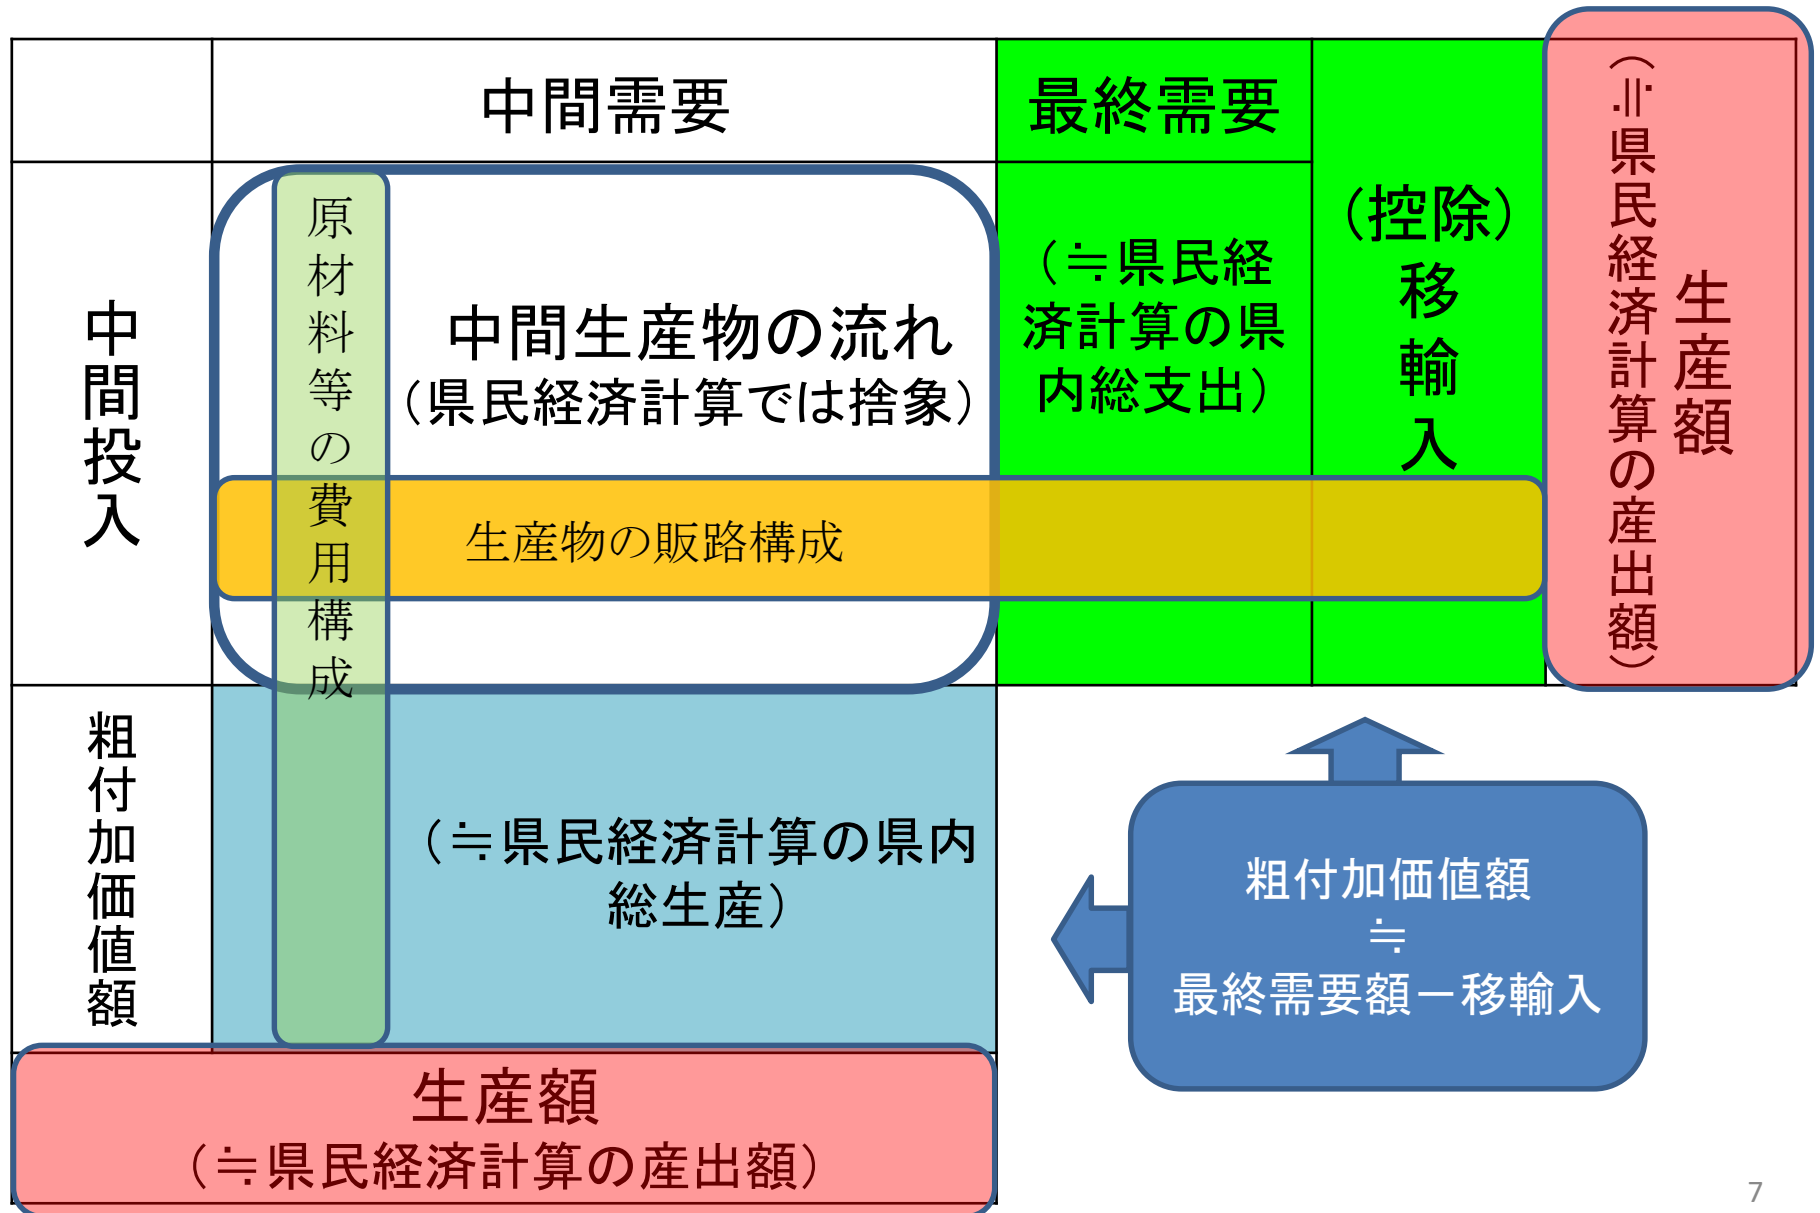 中間需要
最終需要
(控除)
移
輸
入
生産額
(≒県民経済計算の産出額)
中間投入
原材料等の費用構成
中間生産物の流れ
(県民経済計算では捨象)
(≒県民経
済計算の県
内総支出)
生産物の販路構成
粗付加価値額
(≒県民経済計算の県内
総生産)
粗付加価値額
≒
最終需要額－移輸入
生産額
(≒県民経済計算の産出額)
7